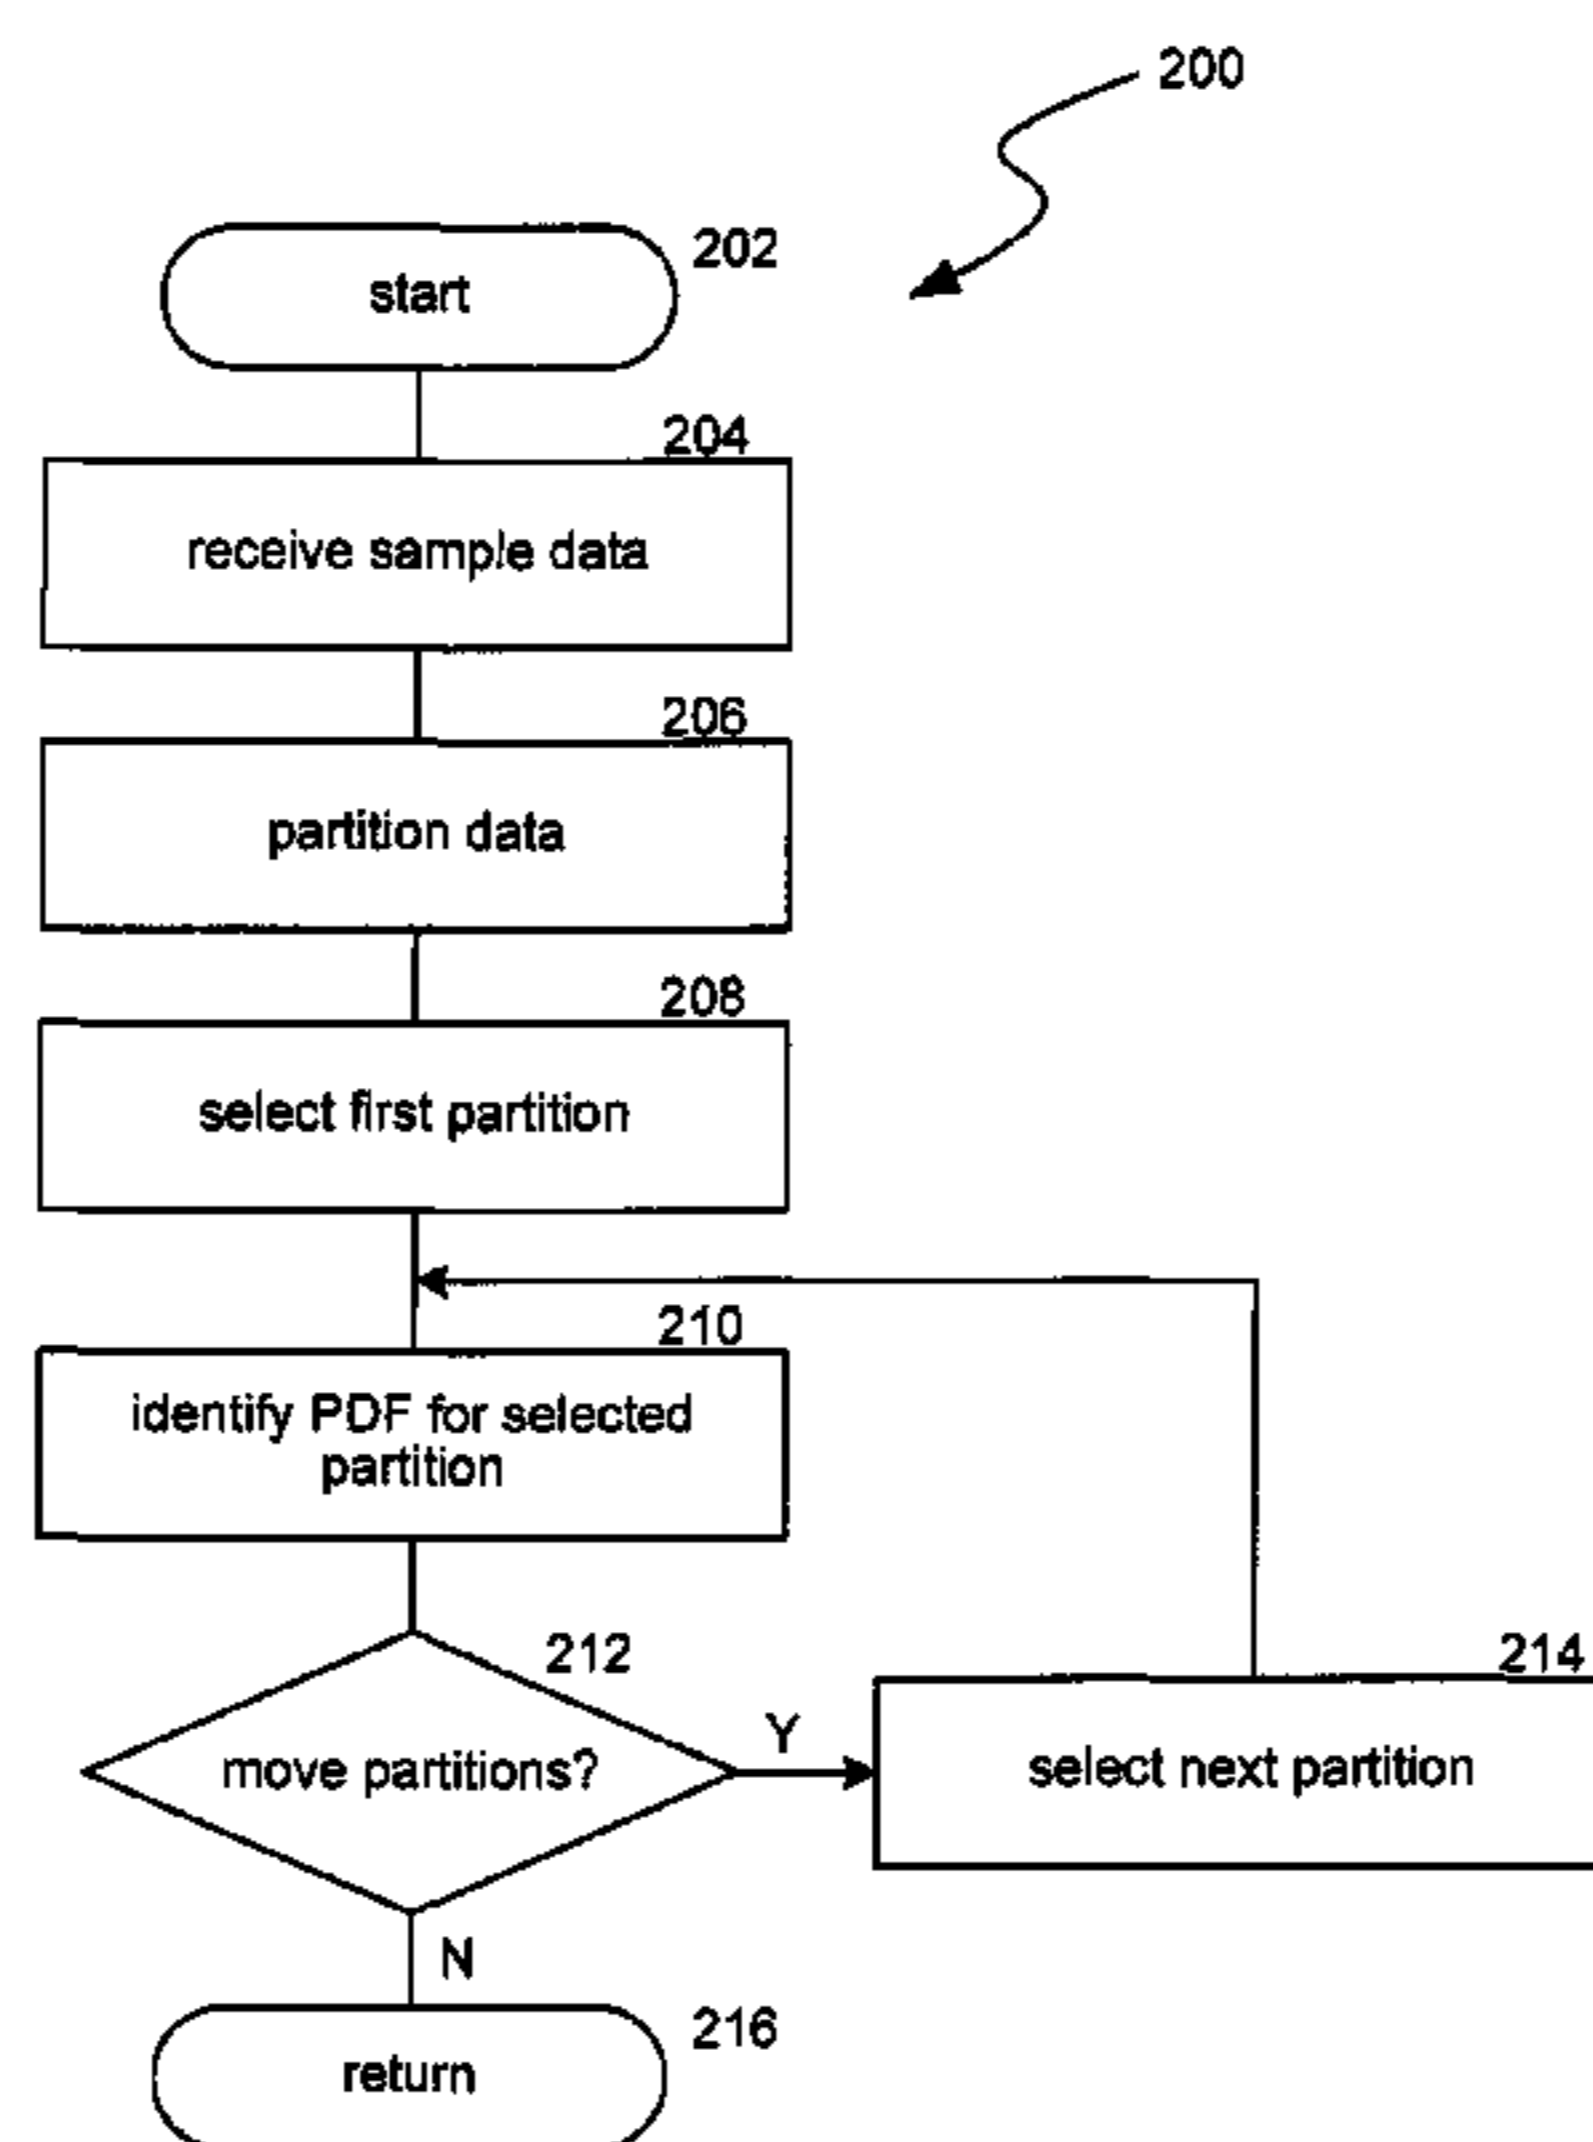 200
202
start
204
receive sample data
206
partition data
208
select first partition
210
identify PDF for selected
partition
212
move partitions?
Y
214
select next partition
N
216
return